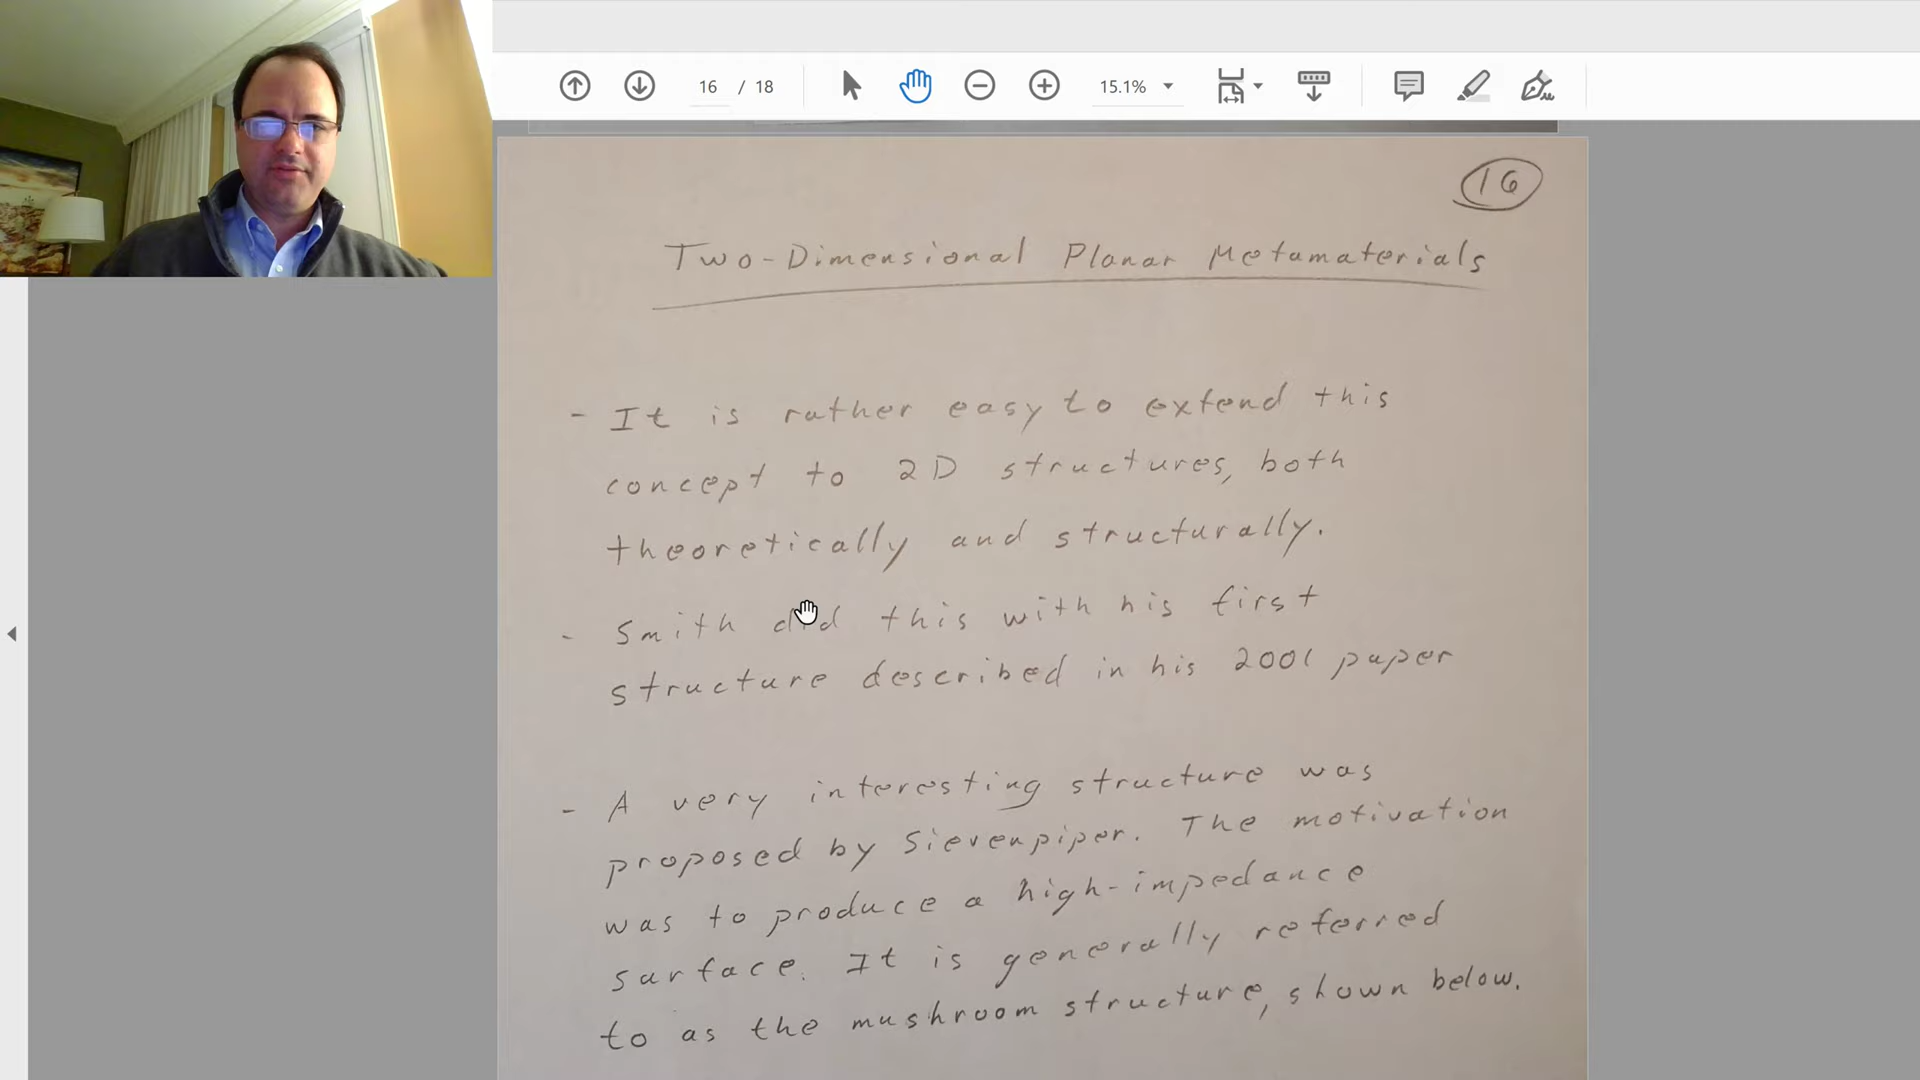 16 / 18
15.1%
16
Two-Dimensional Planar Metamaterials
- It is rather easy to extend this
concept to 2D structures, both
theoretically and structurally.
- Smith did this with his first
structure described in his 2001 paper
- A very interesting structure was
proposed by Sievenpiper. The motivation
was to produce a high-impedance
surface. It is generally referred
to as the mushroom structure, shown below.